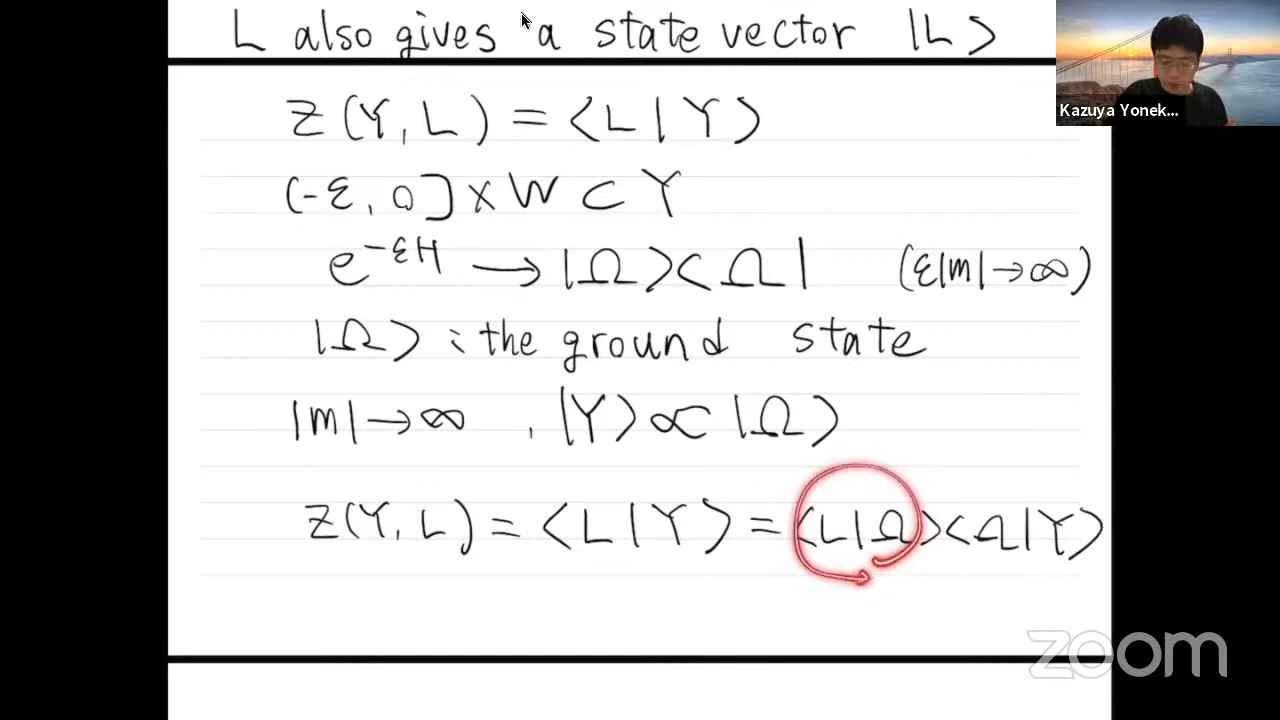 L also gives a state vector |L>
Kazuya Yonek...
Z(Y, L) = <L|Y>
(-ε, 0] × W ⊂ Y
e^{-εH} → |Ω><Ω| (ε|m| → ∞)
|Ω> : the ground state
|m| → ∞ , |Y> ∝ |Ω>
Z(Y, L) = <L|Y> = <L|Ω><Ω|Y>
zoom